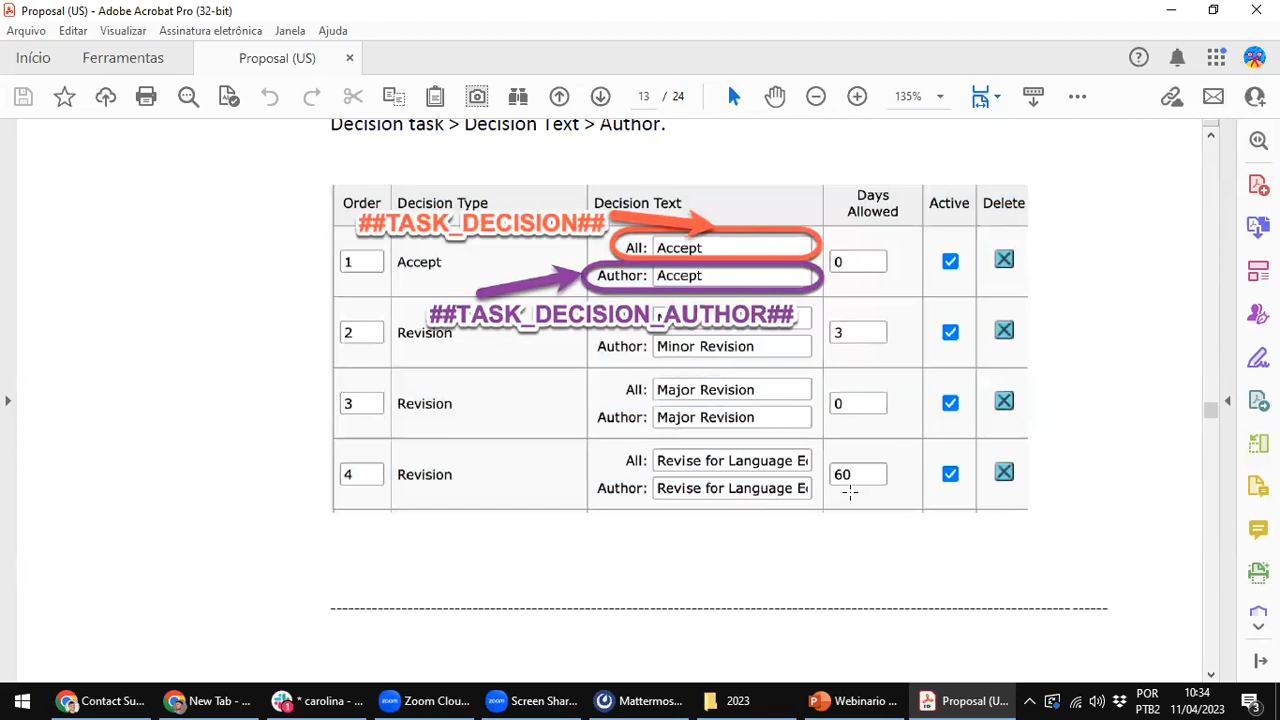 Proposal (US) - Adobe Acrobat Pro (32-bit)
Arquivo Editar Visualizar Assinatura eletrônica Janela Ajuda
Início Ferramentas Proposal (US) ×
13 / 24 135%
Decision task > Decision Text > Author.
Order Decision Type Decision Text Days Allowed Active Delete
##TASK_DECISION##
1 Accept All: Accept 0
Author: Accept
##TASK_DECISION_AUTHOR##
2 Revision 3
Author: Minor Revision
3 Revision All: Major Revision 0
Author: Major Revision
4 Revision All: Revise for Language Ec 60
Author: Revise for Language Ec
Contact Su... New Tab - ... * carolina - ... Zoom Clou... Screen Shar... Mattermos... 2023 Webinario ... Proposal (U... POR 10:34
PTB2 11/04/2023 3